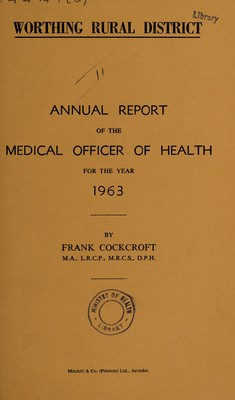 Library
WORTHING RURAL DISTRICT
ANNUAL REPORT
OF THE
MEDICAL OFFICER OF HEALTH
FOR THE YEAR
1963
BY
FRANK COCKCROFT
M.A., L.R.C.P., M.R.C.S., D.P.H.
MINISTRY OF HEALTH
LIBRARY
Mitchell & Co. (Printers) Ltd., Arundel.